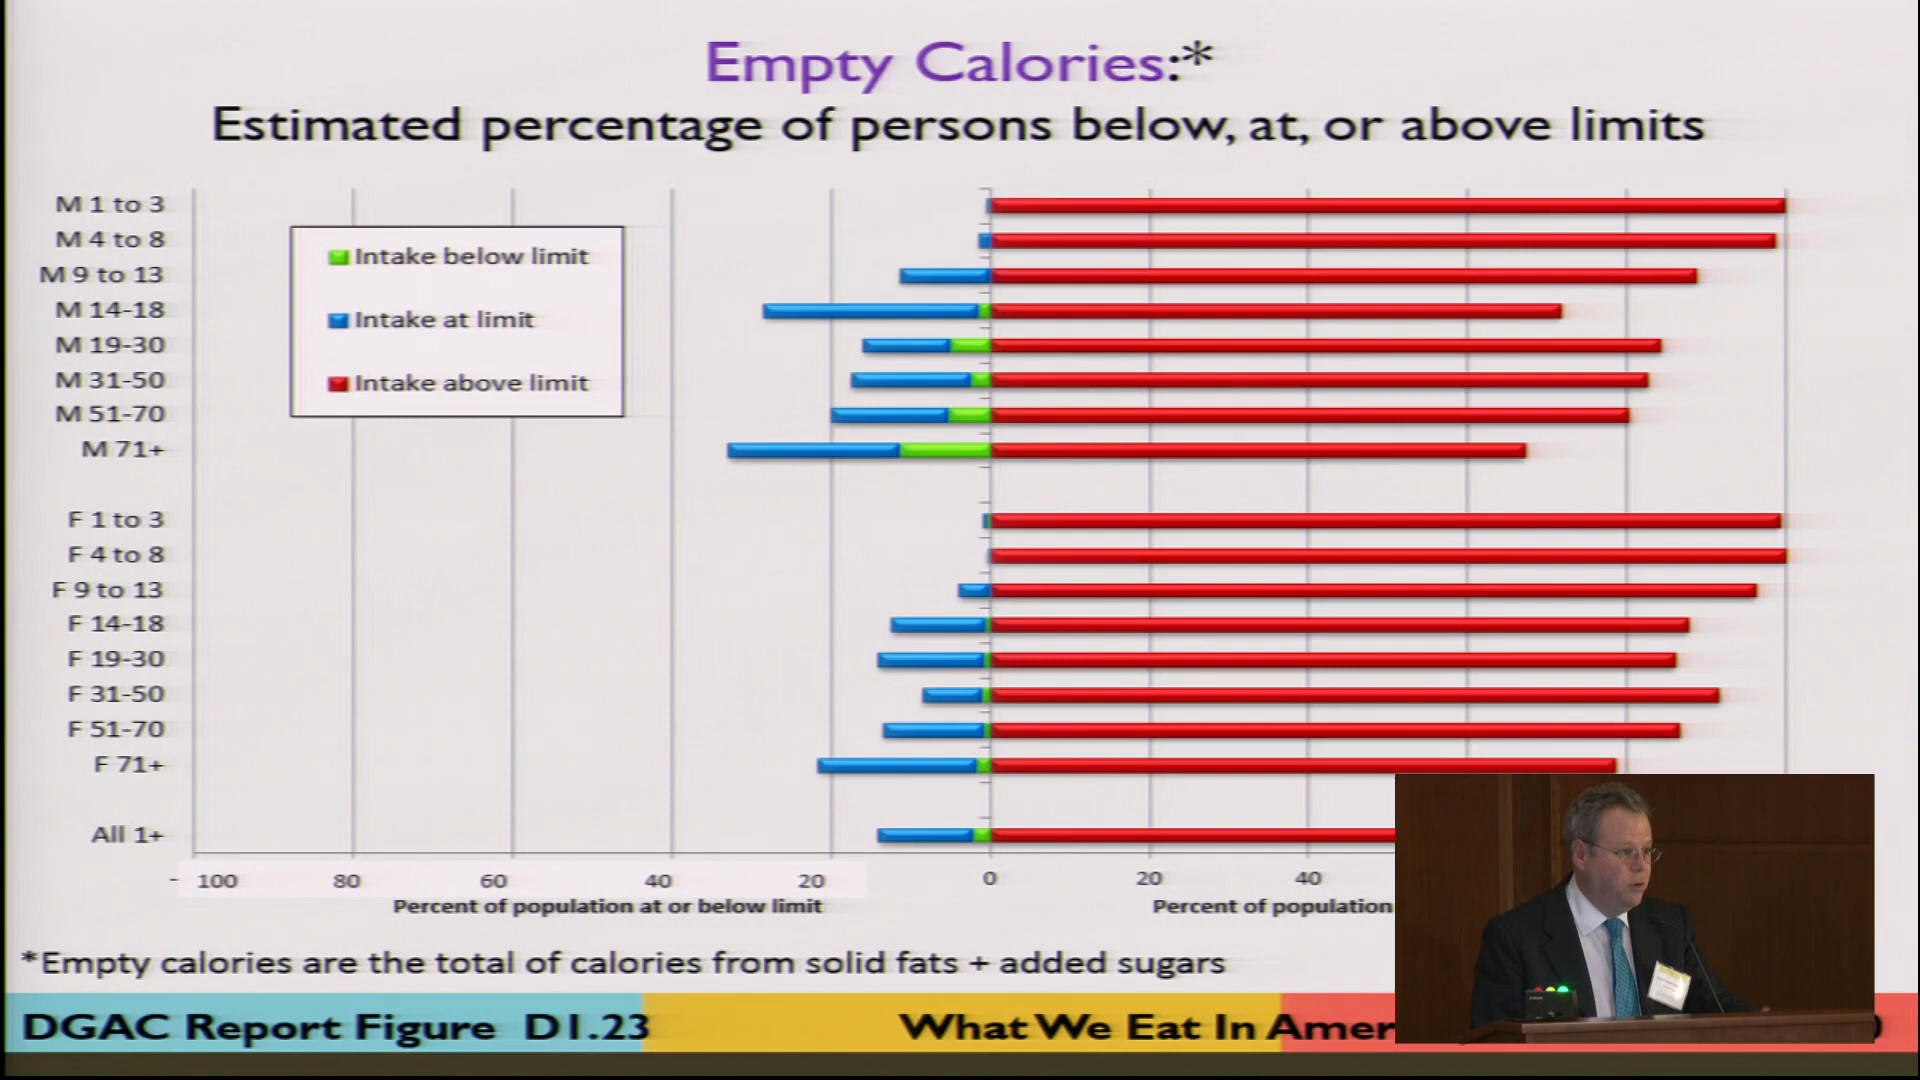 Empty Calories:*
Estimated percentage of persons below, at, or above limits
M 1 to 3
M 4 to 8
M 9 to 13
M 14-18
M 19-30
M 31-50
M 51-70
M 71+
F 1 to 3
F 4 to 8
F 9 to 13
F 14-18
F 19-30
F 31-50
F 51-70
F 71+
All 1+
Intake below limit
Intake at limit
Intake above limit
- 100 80 60 40 20 0 20 40
Percent of population at or below limit Percent of population
*Empty calories are the total of calories from solid fats + added sugars
DGAC Report Figure D1.23 What We Eat In Amer